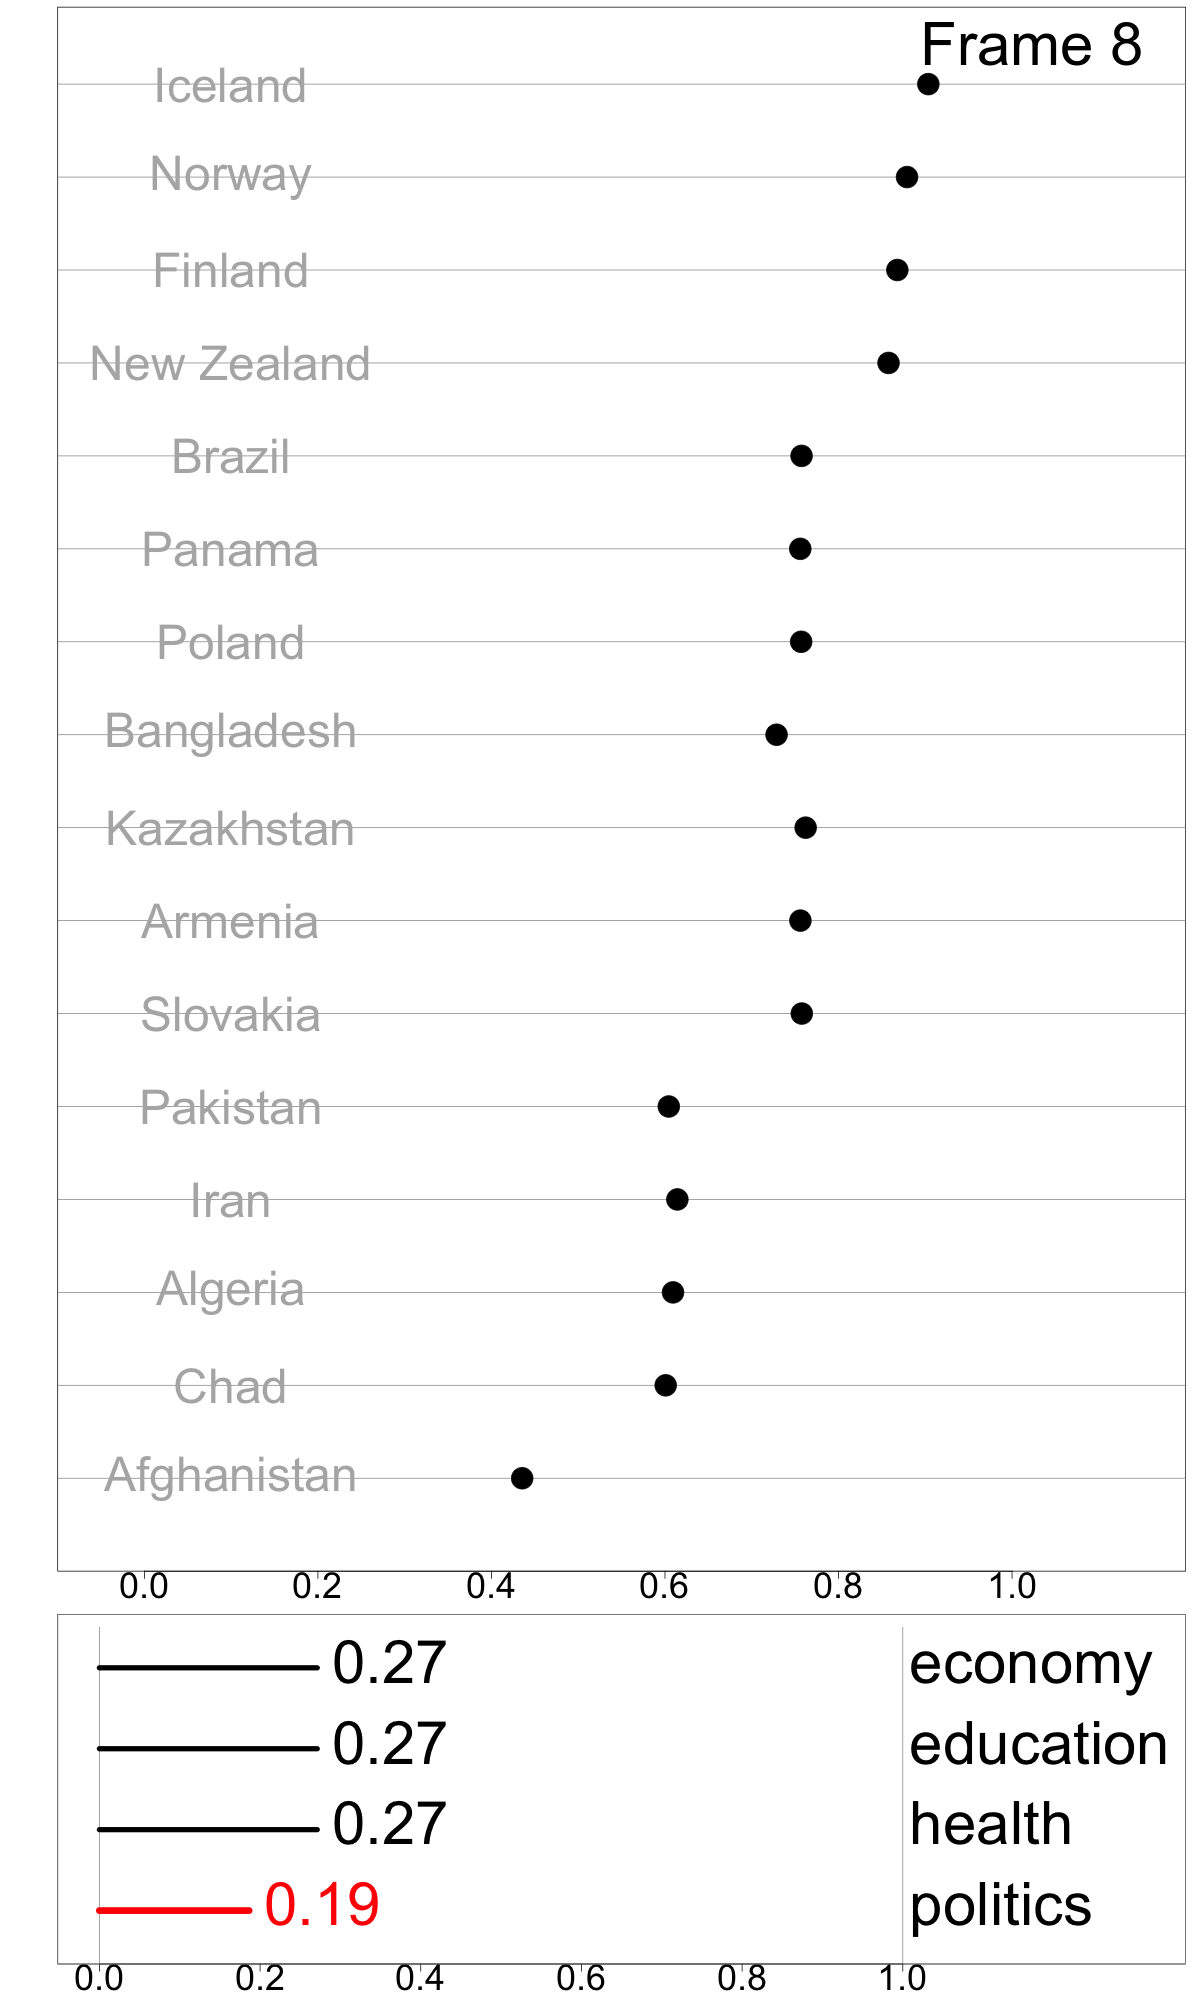 Frame 8
Iceland
Norway
Finland
New Zealand
Brazil
Panama
Poland
Bangladesh
Kazakhstan
Armenia
Slovakia
Pakistan
Iran
Algeria
Chad
Afghanistan
0.0 0.2 0.4 0.6 0.8 1.0
0.27 economy
0.27 education
0.27 health
0.19 politics
0.0 0.2 0.4 0.6 0.8 1.0